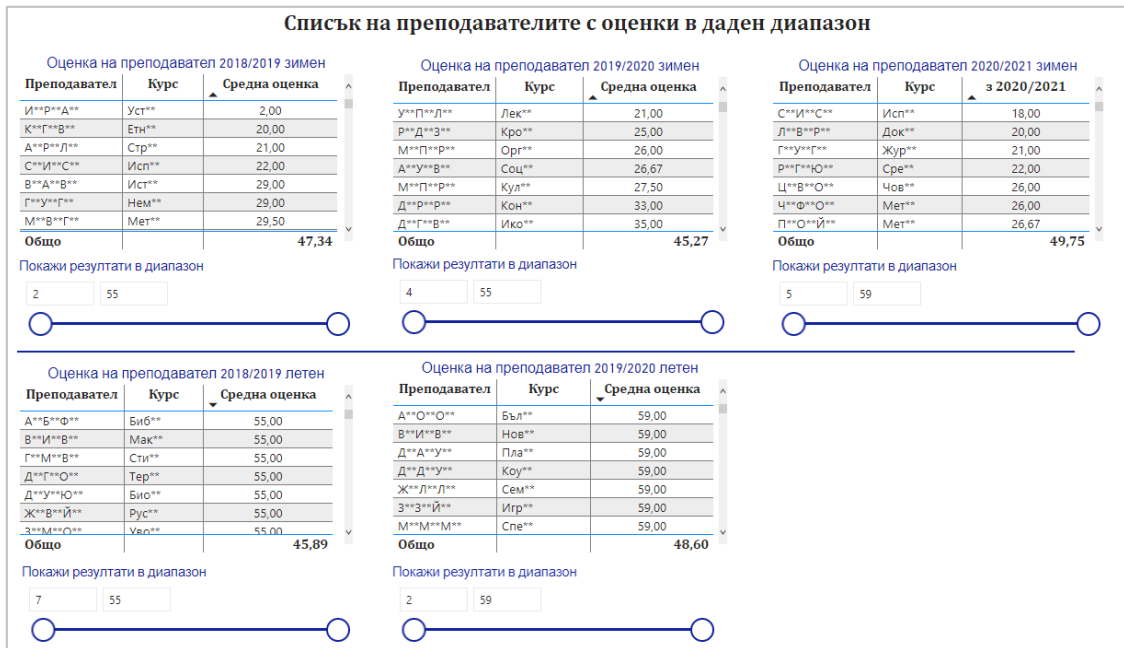 Списък на преподавателите с оценки в даден диапазон
Оценка на преподавател 2018/2019 зимен
Преподавател Курс Средна оценка
И**Р**А** Уст** 2,00
К**Г**В** Етн** 20,00
А**Р**Л** Стр** 21,00
С**И**С** Исп** 22,00
В**А**В** Ист** 29,00
Г**У**Г** Нем** 29,00
М**В**Г** Мет** 29,50
Общо 47,34
Покажи резултати в диапазон
2 55
Оценка на преподавател 2019/2020 зимен
Преподавател Курс Средна оценка
У**П**Л** Лек** 21,00
Р**Д**З** Кро** 25,00
М**П**Р** Орг** 26,00
А**У**В** Соц** 26,67
М**П**Р** Кул** 27,50
Д**Р**Р** Кон** 33,00
Д**Г**В** Ико** 35,00
Общо 45,27
Покажи резултати в диапазон
4 55
Оценка на преподавател 2020/2021 зимен
Преподавател Курс з 2020/2021
С**И**С** Исп** 18,00
Л**В**Р** Док** 20,00
Г**У**Г** Жур** 21,00
Р**Г**Ю** Сре** 22,00
Ц**В**О** Чов** 26,00
Ч**Ф**О** Мет** 26,00
П**О**Й** Мет** 26,67
Общо 49,75
Покажи резултати в диапазон
5 59
Оценка на преподавател 2018/2019 летен
Преподавател Курс Средна оценка
А**Б**Ф** Биб** 55,00
В**И**В** Мак** 55,00
Г**М**В** Сти** 55,00
Д**Г**О** Тер** 55,00
Д**У**Ю** Био** 55,00
Ж**В**Й** Рус** 55,00
З**М**О** Уво** 55,00
Общо 45,89
Покажи резултати в диапазон
7 55
Оценка на преподавател 2019/2020 летен
Преподавател Курс Средна оценка
А**О**О** Бъл** 59,00
В**И**В** Нов** 59,00
Д**А**У** Пла** 59,00
Д**Д**У** Коу** 59,00
Ж**Л**Л** Сем** 59,00
З**З**Й** Игр** 59,00
М**М**М** Спе** 59,00
Общо 48,60
Покажи резултати в диапазон
2 59